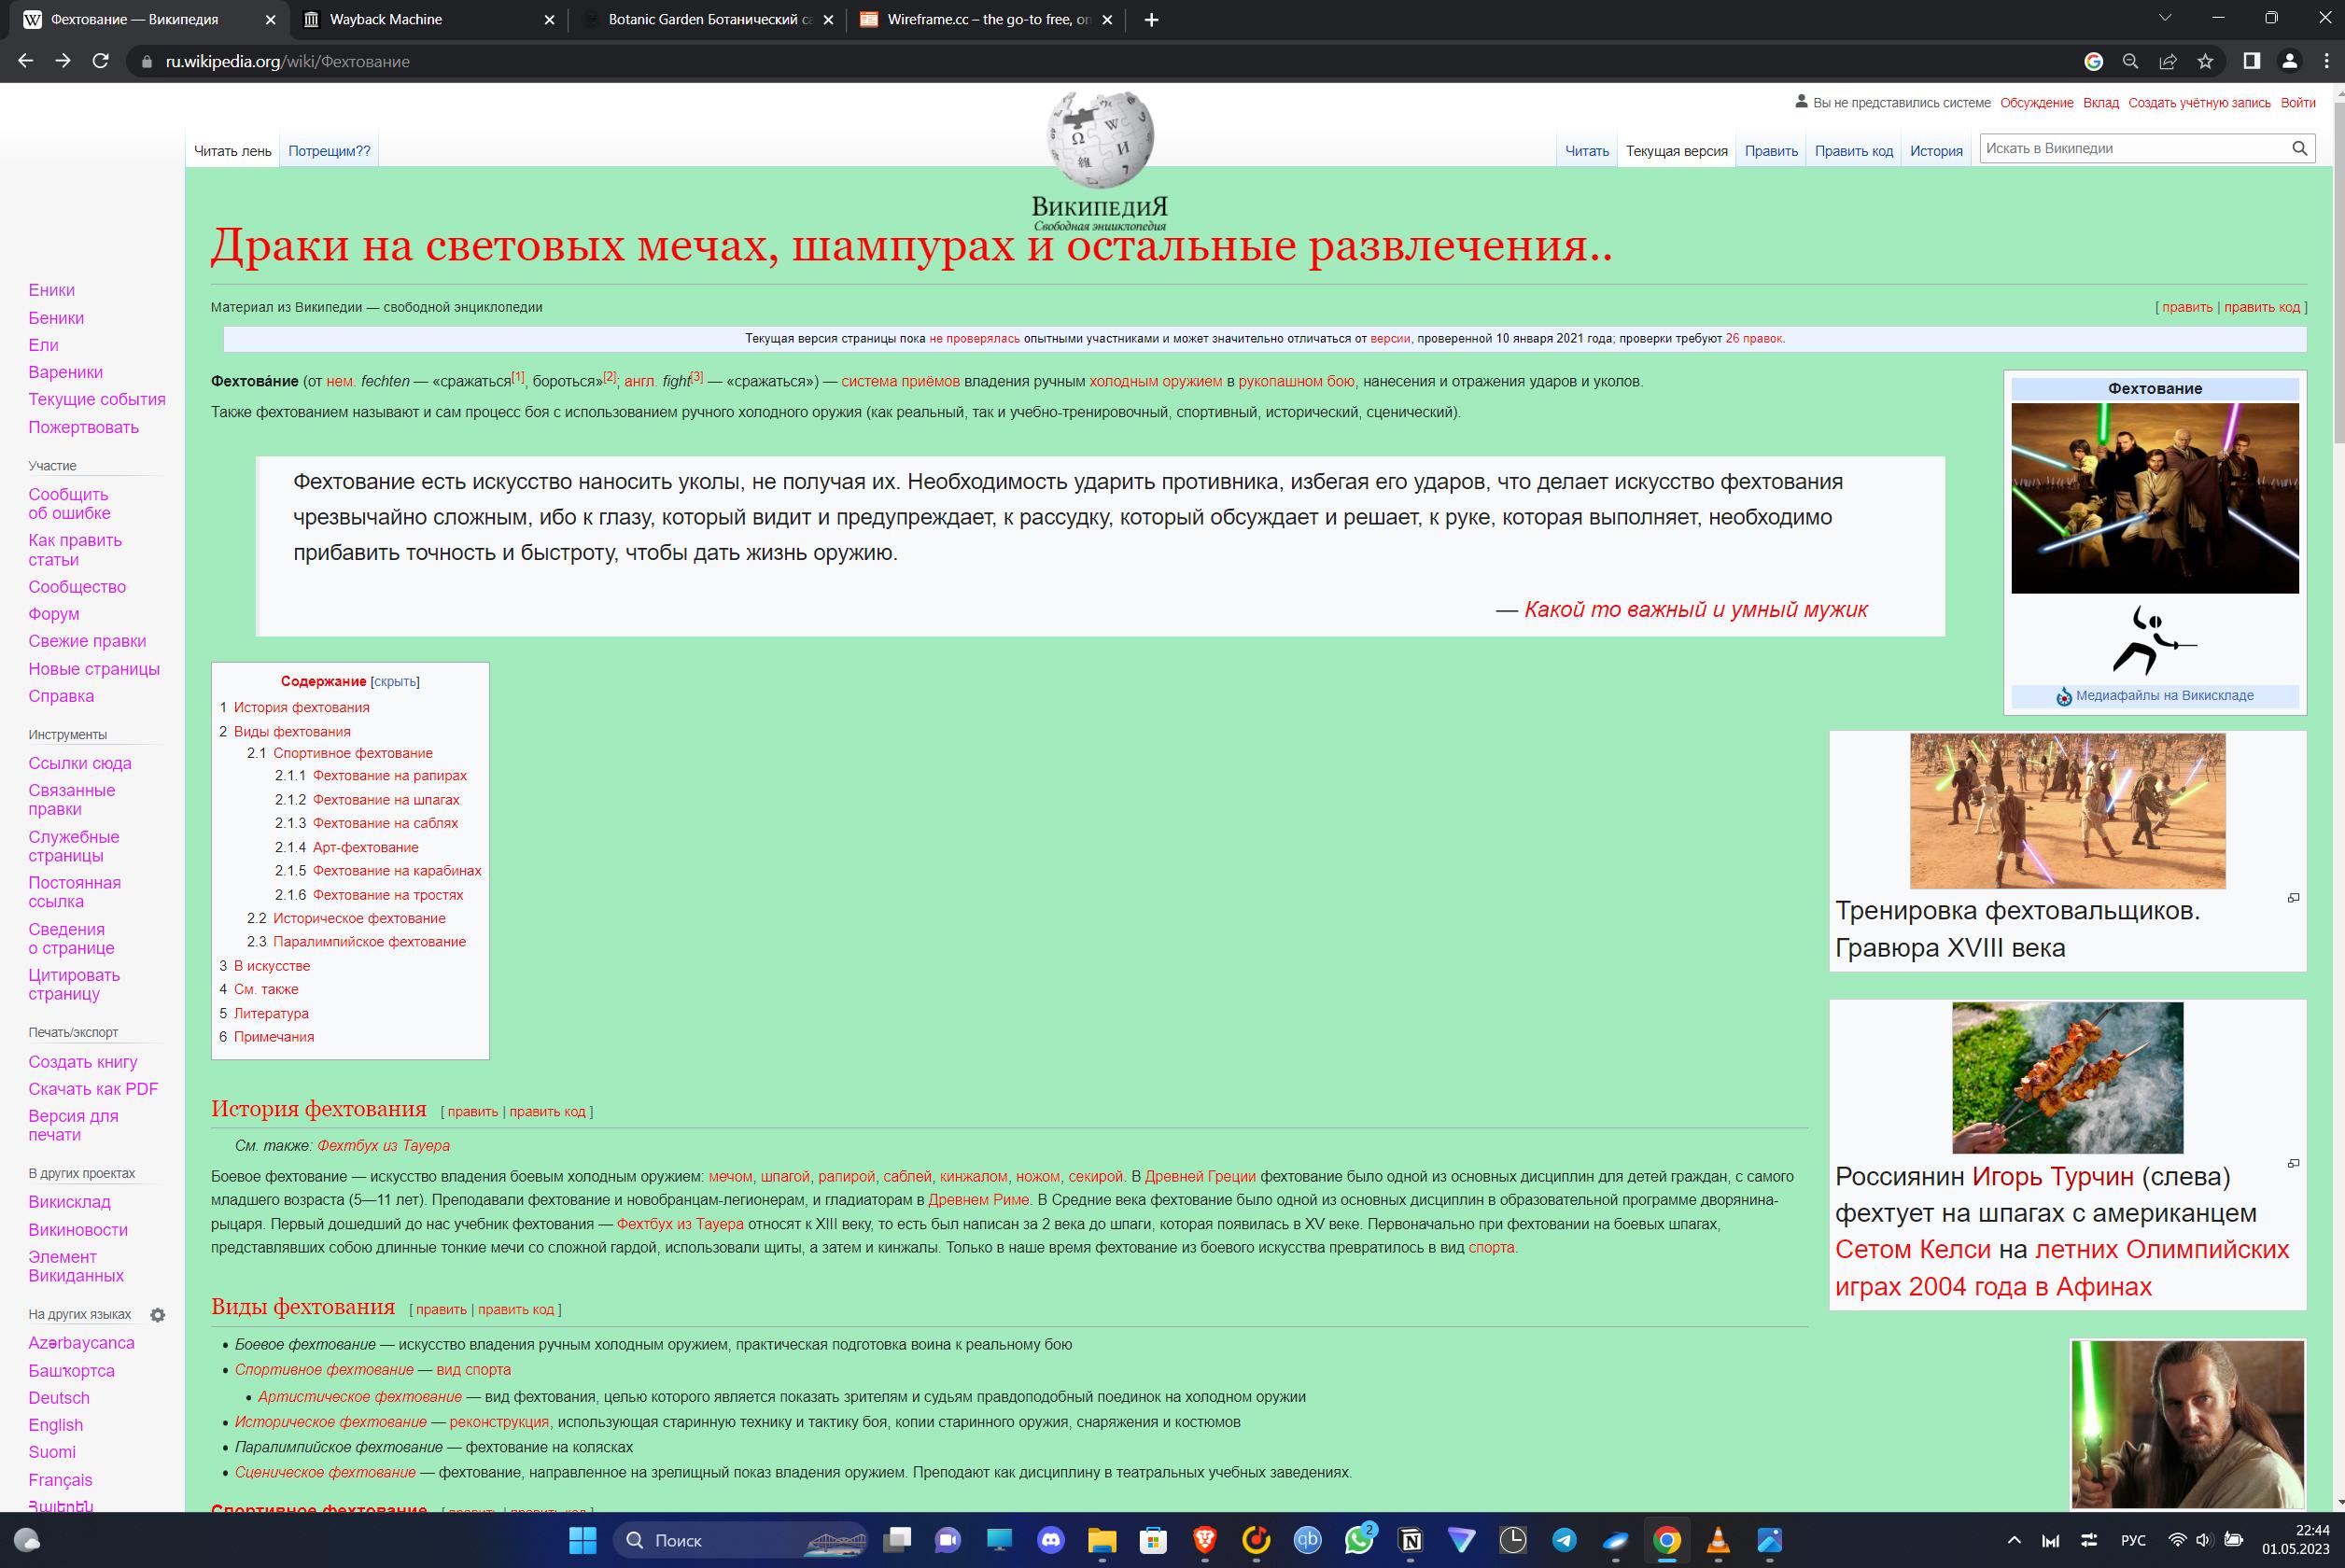 Фехтование — Википедия
Wayback Machine
Botanic Garden Ботанический са
Wireframe.cc – the go-to free, on
ru.wikipedia.org/wiki/Фехтование
Вы не представились системе Обсуждение Вклад Создать учётную запись Войти
Читать лень Потрещим??
Читать Текущая версия Править Править код История Искать в Википедии
ВикипедиЯ
Свободная энциклопедия
Драки на световых мечах, шампурах и остальные развлечения..
Материал из Википедии — свободной энциклопедии
[ править | править код ]
Текущая версия страницы пока не проверялась опытными участниками и может значительно отличаться от версии, проверенной 10 января 2021 года; проверки требуют 26 правок.
Фехтова́ние (от нем. fechten — «сражаться[1], бороться»[2]; англ. fight[3] — «сражаться») — система приёмов владения ручным холодным оружием в рукопашном бою, нанесения и отражения ударов и уколов.
Также фехтованием называют и сам процесс боя с использованием ручного холодного оружия (как реальный, так и учебно-тренировочный, спортивный, исторический, сценический).
Фехтование есть искусство наносить уколы, не получая их. Необходимость ударить противника, избегая его ударов, что делает искусство фехтования
чрезвычайно сложным, ибо к глазу, который видит и предупреждает, к рассудку, который обсуждает и решает, к руке, которая выполняет, необходимо
прибавить точность и быстроту, чтобы дать жизнь оружию.
— Какой то важный и умный мужик
Еники
Беники
Ели
Вареники
Текущие события
Пожертвовать
Участие
Сообщить
об ошибке
Как править
статьи
Сообщество
Форум
Свежие правки
Новые страницы
Справка
Инструменты
Ссылки сюда
Связанные
правки
Служебные
страницы
Постоянная
ссылка
Сведения
о странице
Цитировать
страницу
Печать/экспорт
Создать книгу
Скачать как PDF
Версия для
печати
В других проектах
Викисклад
Викиновости
Элемент
Викиданных
На других языках
Azərbaycanca
Башҡортса
Deutsch
English
Suomi
Français
Հայերեն
Содержание [скрыть]
1 История фехтования
2 Виды фехтования
2.1 Спортивное фехтование
2.1.1 Фехтование на рапирах
2.1.2 Фехтование на шпагах
2.1.3 Фехтование на саблях
2.1.4 Арт-фехтование
2.1.5 Фехтование на карабинах
2.1.6 Фехтование на тростях
2.2 Историческое фехтование
2.3 Паралимпийское фехтование
3 В искусстве
4 См. также
5 Литература
6 Примечания
Фехтование
Медиафайлы на Викискладе
Тренировка фехтовальщиков.
Гравюра XVIII века
Россиянин Игорь Турчин (слева)
фехтует на шпагах с американцем
Сетом Келси на летних Олимпийских
играх 2004 года в Афинах
История фехтования [ править | править код ]
См. также: Фехтбух из Тауера
Боевое фехтование — искусство владения боевым холодным оружием: мечом, шпагой, рапирой, саблей, кинжалом, ножом, секирой. В Древней Греции фехтование было одной из основных дисциплин для детей граждан, с самого
младшего возраста (5—11 лет). Преподавали фехтование и новобранцам-легионерам, и гладиаторам в Древнем Риме. В Средние века фехтование было одной из основных дисциплин в образовательной программе дворянина-
рыцаря. Первый дошедший до нас учебник фехтования — Фехтбух из Тауера относят к XIII веку, то есть был написан за 2 века до шпаги, которая появилась в XV веке. Первоначально при фехтовании на боевых шпагах,
представлявших собою длинные тонкие мечи со сложной гардой, использовали щиты, а затем и кинжалы. Только в наше время фехтование из боевого искусства превратилось в вид спорта.
Виды фехтования [ править | править код ]
• Боевое фехтование — искусство владения ручным холодным оружием, практическая подготовка воина к реальному бою
• Спортивное фехтование — вид спорта
• Артистическое фехтование — вид фехтования, целью которого является показать зрителям и судьям правдоподобный поединок на холодном оружии
• Историческое фехтование — реконструкция, использующая старинную технику и тактику боя, копии старинного оружия, снаряжения и костюмов
• Паралимпийское фехтование — фехтование на колясках
• Сценическое фехтование — фехтование, направленное на зрелищный показ владения оружием. Преподают как дисциплину в театральных учебных заведениях.
Спортивное фехтование [ править | править код ]
Поиск
2
РУС
22:44
01.05.2023